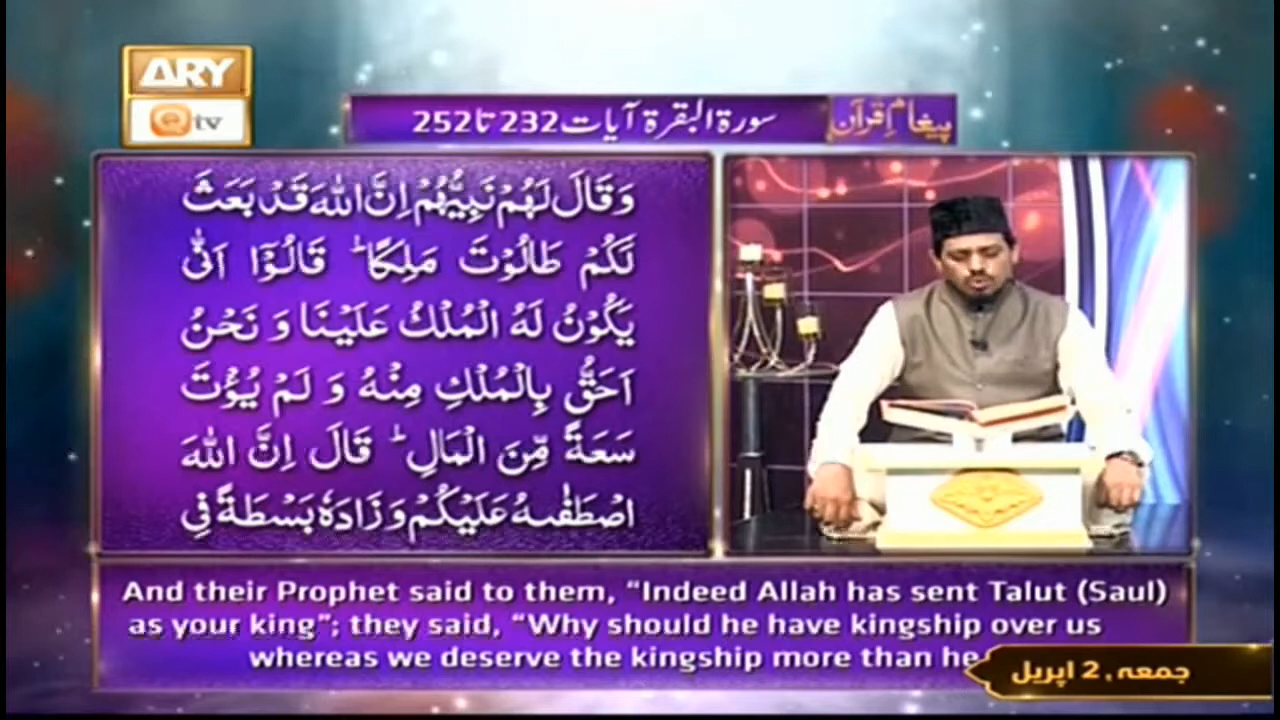 ARY
Qtv
سورۃ البقرۃ آیات 232 تا 252
پیغامِ قرآن
وَقَالَ لَهُمْ نَبِيُّهُمْ اِنَّ اللّٰهَ قَدْ بَعَثَ
لَكُمْ طَالُوْتَ مَلِكًا ؕ قَالُوْۤا اَنّٰی
يَكُوْنُ لَهُ الْمُلْكُ عَلَيْنَا وَ نَحْنُ
اَحَقُّ بِالْمُلْكِ مِنْهُ وَ لَمْ يُؤْتَ
سَعَةً مِّنَ الْمَالِ ؕ قَالَ اِنَّ اللّٰهَ
اصْطَفٰىهُ عَلَيْكُمْ وَ زَادَهٗ بَسْطَةً فِی
And their Prophet said to them, “Indeed Allah has sent Talut (Saul)
as your king”; they said, “Why should he have kingship over us
whereas we deserve the kingship more than he
جمعہ، 2 اپریل